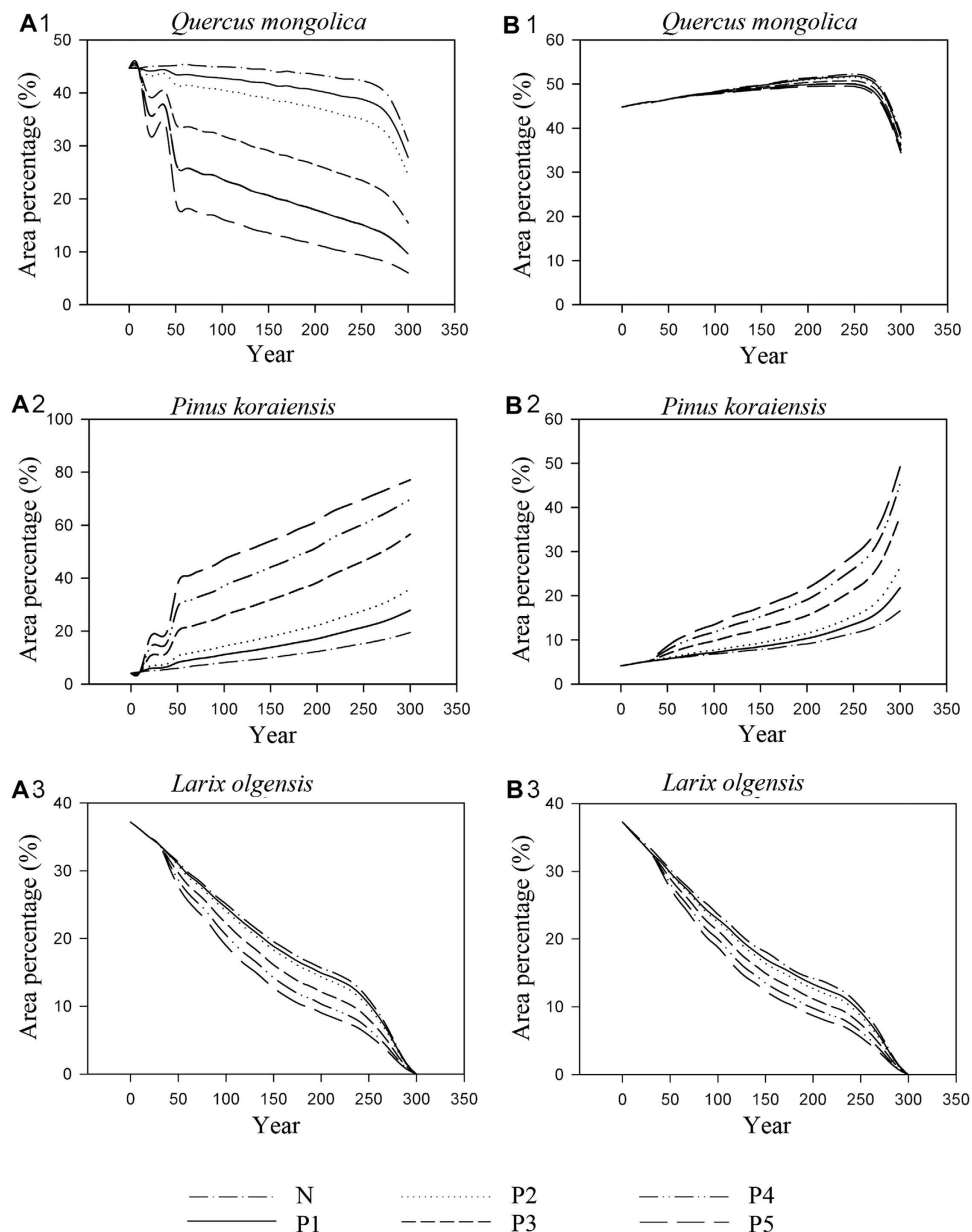 A1
Quercus mongolica
50
40
30
20
10
0
Area percentage (%)
0 50 100 150 200 250 300 350
Year
B1
Quercus mongolica
60
50
40
30
20
60
0
Area percentage (%)
0 50 100 150 200 250 300 350
Year
A2
Pinus koraiensis
100
80
60
40
20
0
Area percentage (%)
0 50 100 150 200 250 300 350
Year
B2
Pinus koraiensis
60
50
40
30
20
10
0
Area percentage (%)
0 50 100 150 200 250 300 350
Year
A3
Larix olgensis
40
30
20
10
0
Area percentage (%)
0 50 100 150 200 250 300 350
Year
B3
Larix olgensis
40
30
20
10
0
Area percentage (%)
0 50 100 150 200 250 300 350
Year
N P2 P4
P1 P3 P5